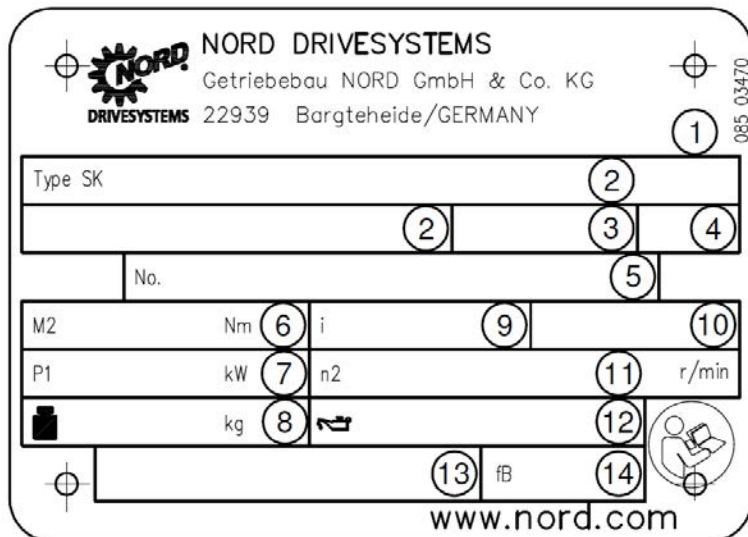 NORD DRIVESYSTEMS
NORD®
DRIVESYSTEMS
Getriebebau NORD GmbH & Co. KG
22939 Bargteheide/GERMANY
085 03470
1
Type SK 2
2 3 4
No. 5
M2 Nm 6 i 9 10
P1 kW 7 n2 11 r/min
kg 8 12
13 fB 14
www.nord.com